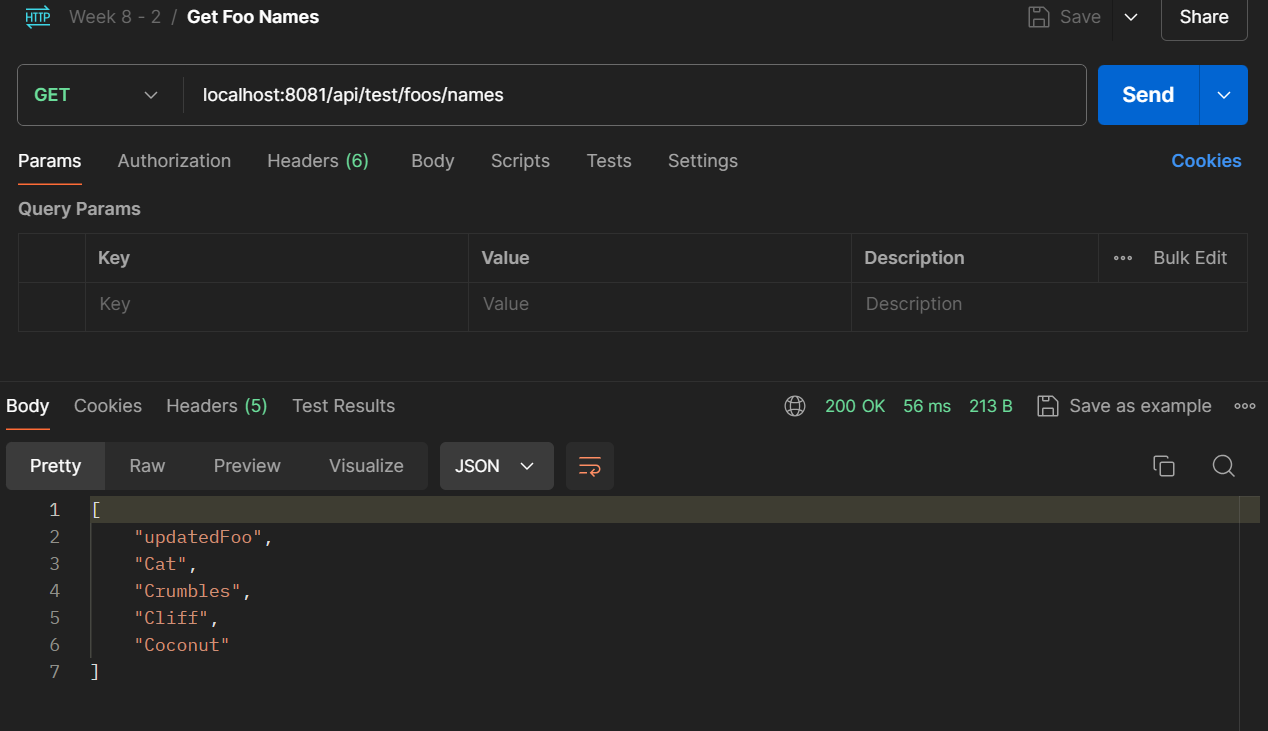 HTTP Week 8 - 2 / Get Foo Names Save Share
GET localhost:8081/api/test/foos/names Send
Params Authorization Headers (6) Body Scripts Tests Settings Cookies
Query Params
Key Value Description Bulk Edit
Key Value Description
Body Cookies Headers (5) Test Results 200 OK 56 ms 213 B Save as example
Pretty Raw Preview Visualize JSON
1 [
2 "updatedFoo",
3 "Cat",
4 "Crumbles",
5 "Cliff",
6 "Coconut"
7 ]